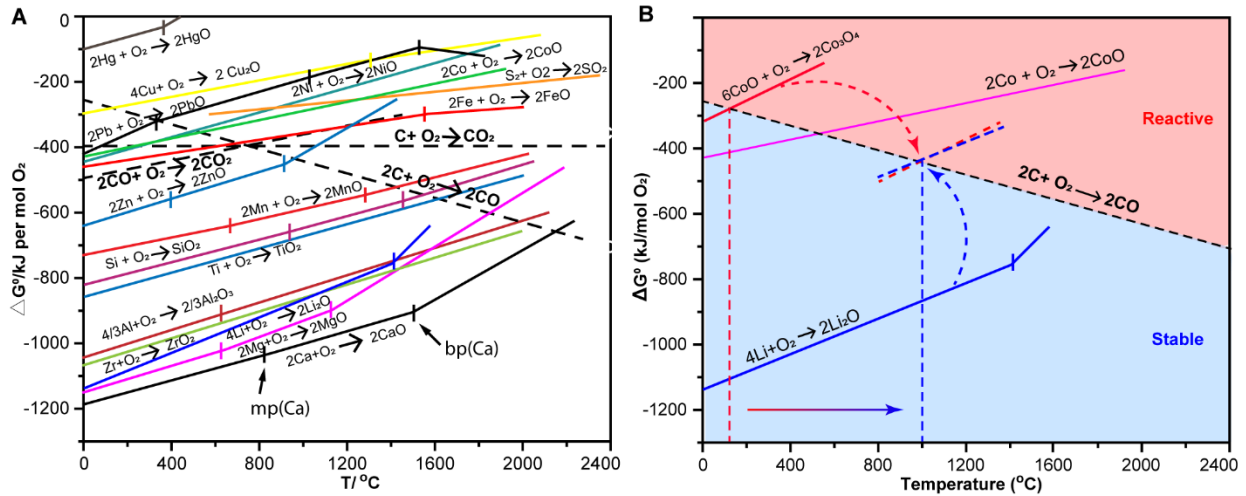 A
0
-200
-400
-600
-800
-1000
-1200
△G°/kJ per mol O₂
2Hg + O₂ → 2HgO
4Cu+ O₂ → 2 Cu₂O
2Pb + O₂ → 2PbO
2Ni + O₂ → 2NiO
2Co + O₂ → 2CoO
S₂+ O2 → 2SO₂
2Fe + O₂ → 2FeO
C+ O₂→CO₂
2CO+ O₂ → 2CO₂
2Zn + O₂ → 2ZnO
2C+ O₂ → 2CO
2Mn + O₂ → 2MnO
Si + O₂→SiO₂
Ti + O₂→TiO₂
4/3Al+O₂ → 2/3Al₂O₃
Zr+O₂→ ZrO₂
4Li+O₂ → 2Li₂O
2Mg+O₂→ 2MgO
2Ca+O₂ → 2CaO
bp(Ca)
mp(Ca)
0 400 800 1200 1600 2000 2400
T/ °C
B
0
-200
-400
-600
-800
-1000
-1200
ΔG° (kJ/mol O₂)
6CoO + O₂ → 2Co₃O₄
2Co + O₂ → 2CoO
Reactive
2C+ O₂ → 2CO
4Li+O₂ → 2Li₂O
Stable
0 400 800 1200 1600 2000 2400
Temperature (°C)